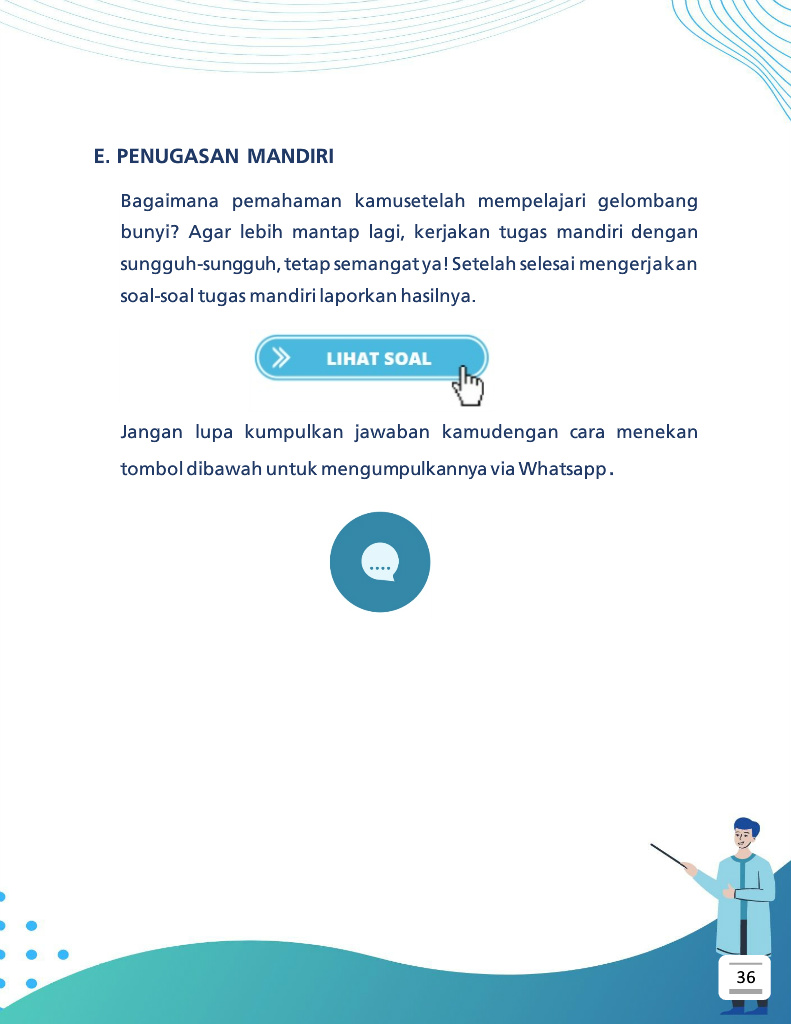 E. PENUGASAN MANDIRI
Bagaimana pemahaman kamusetelah mempelajari gelombang
bunyi? Agar lebih mantap lagi, kerjakan tugas mandiri dengan
sungguh-sungguh, tetap semangat ya! Setelah selesai mengerjakan
soal-soal tugas mandiri laporkan hasilnya.
LIHAT SOAL
Jangan lupa kumpulkan jawaban kamudengan cara menekan
tombol dibawah untuk mengumpulkannya via Whatsapp.
36